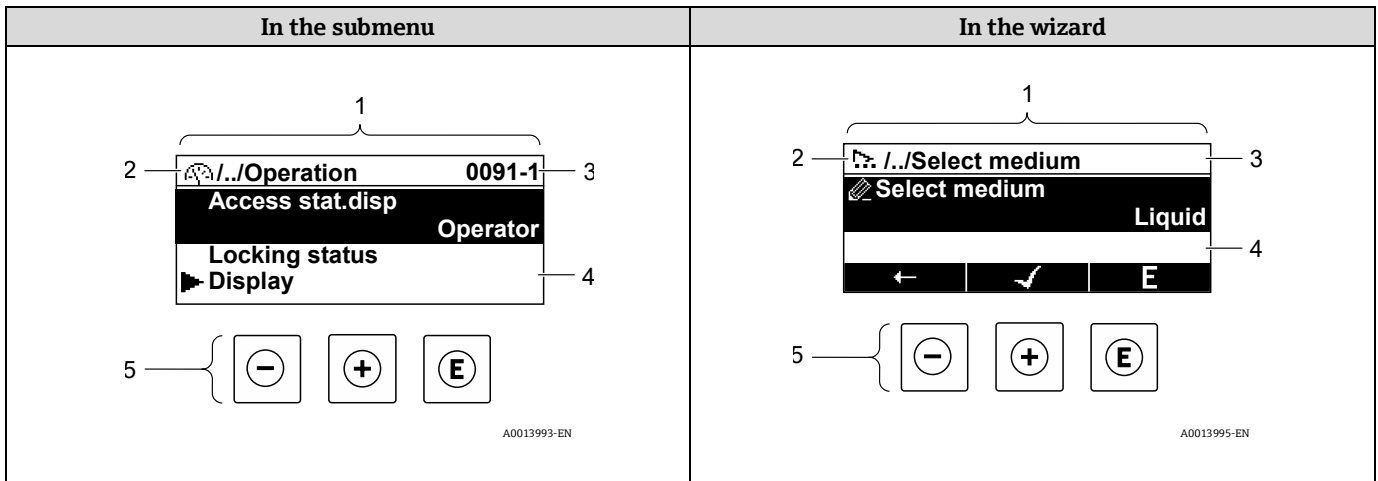 In the submenu
In the wizard
1
2
/../Operation 0091-1
3
Access stat.disp
Operator
Locking status
Display
4
5
- + E
A0013993-EN
1
2
/../Select medium
3
Select medium
Liquid
4
← ✓ E
5
- + E
A0013995-EN